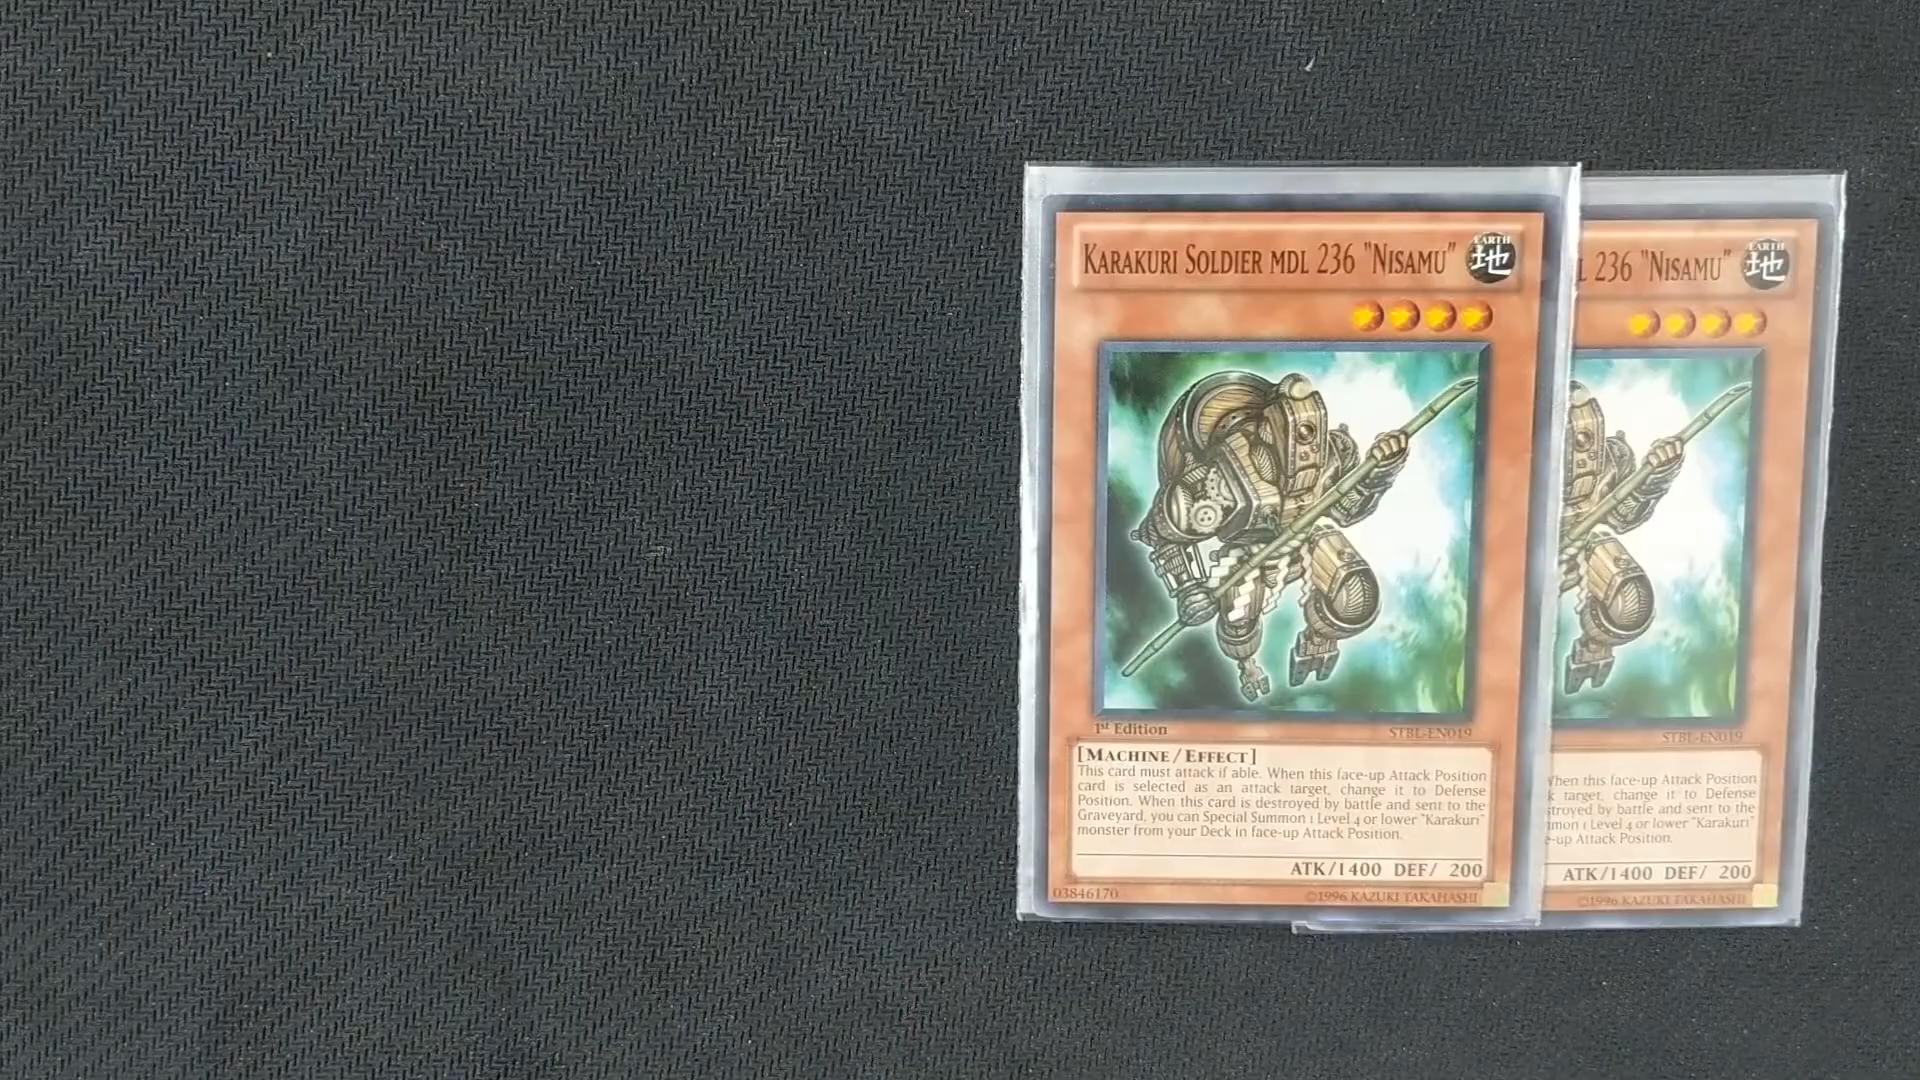 KARAKURI SOLDIER MDL 236 "NISAMU"
EARTH
地
1st Edition
STBL-EN019
[MACHINE/EFFECT]
This card must attack if able. When this face-up Attack Position
card is selected as an attack target, change it to Defense
Position. When this card is destroyed by battle and sent to the
Graveyard, you can Special Summon 1 Level 4 or lower "Karakuri"
monster from your Deck in face-up Attack Position.
ATK/1400 DEF/ 200
03846170
©1996 KAZUKI TAKAHASHI
236 "NISAMU"
EARTH
地
STBL-EN019
When this face-up Attack Position
target, change it to Defense
by battle and sent to the
1 Level 4 or lower "Karakuri"
Attack Position.
ATK/1400 DEF/ 200
©1996 KAZUKI TAKAHASHI